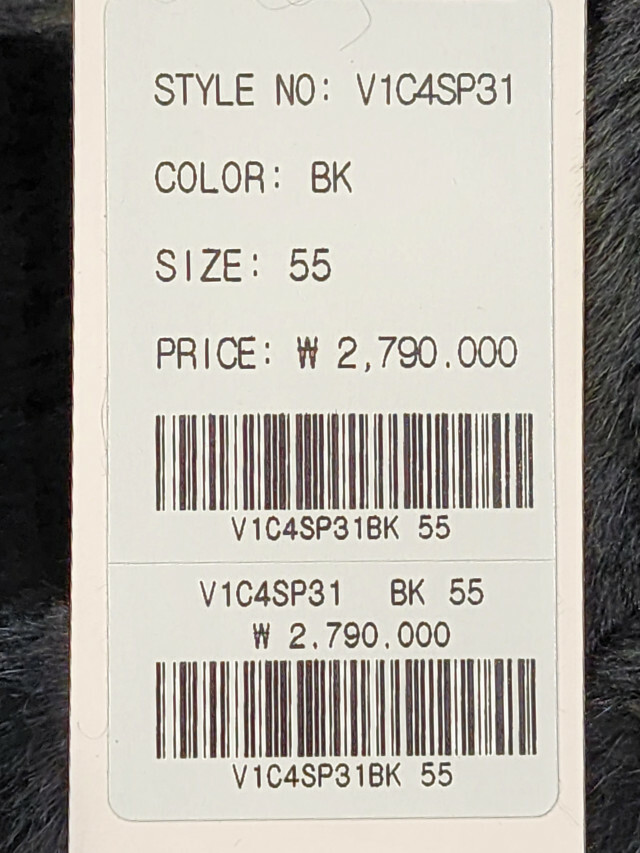 STYLE NO: V1C4SP31
COLOR: BK
SIZE: 55
PRICE: ₩ 2,790.000
V1C4SP31BK 55
V1C4SP31 BK 55
₩ 2.790.000
V1C4SP31BK 55